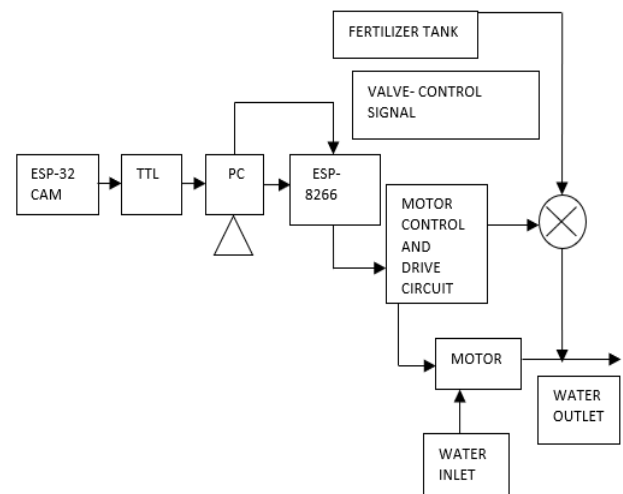 FERTILIZER TANK
VALVE- CONTROL
SIGNAL
ESP-32
CAM
TTL
PC
ESP-
8266
MOTOR
CONTROL
AND
DRIVE
CIRCUIT
MOTOR
WATER
OUTLET
WATER
INLET